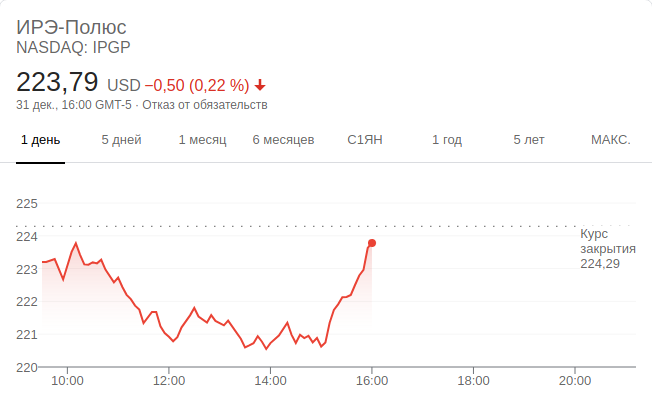 ИРЭ-Полюс
NASDAQ: IPGP
223,79 USD −0,50 (0,22 %)
31 дек., 16:00 GMT-5 · Отказ от обязательств
1 день 5 дней 1 месяц 6 месяцев С1ЯН 1 год 5 лет МАКС.
225
224
Курс
закрытия
224,29
223
222
221
220
10:00 12:00 14:00 16:00 18:00 20:00